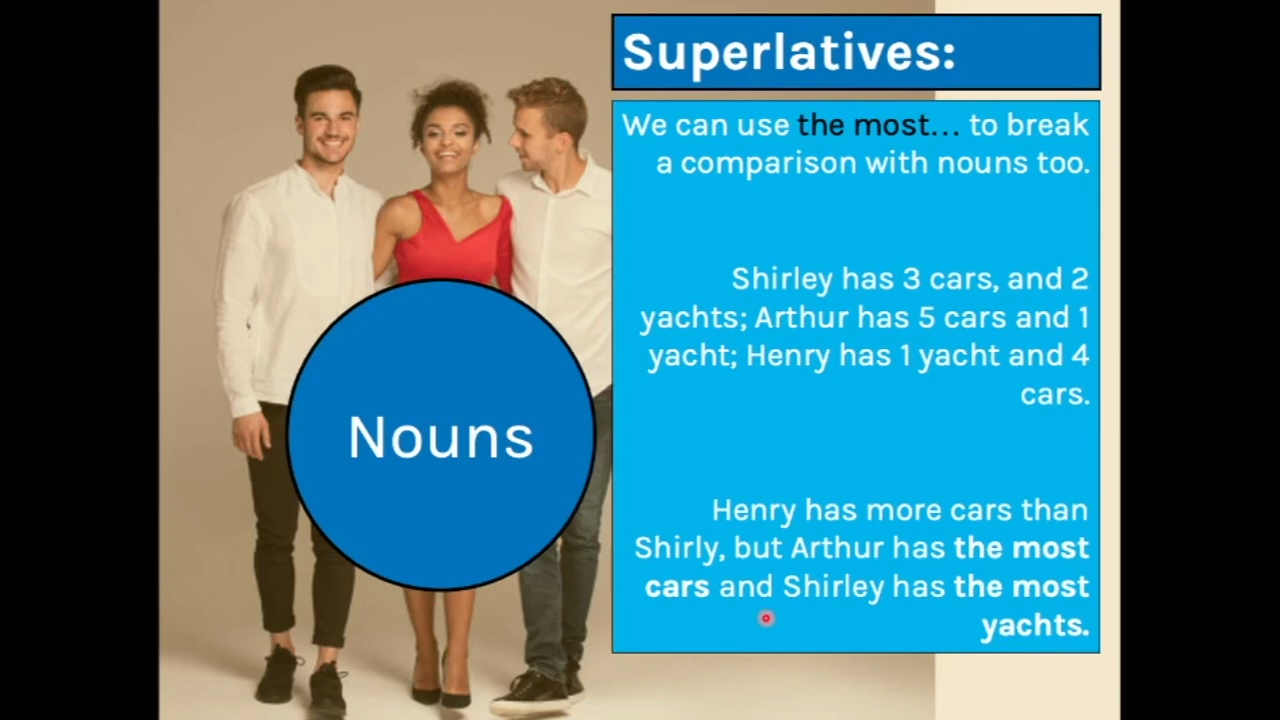 Superlatives:
We can use the most... to break
a comparison with nouns too.
Shirley has 3 cars, and 2
yachts; Arthur has 5 cars and 1
yacht; Henry has 1 yacht and 4
cars.
Henry has more cars than
Shirly, but Arthur has the most
cars and Shirley has the most
yachts.
Nouns